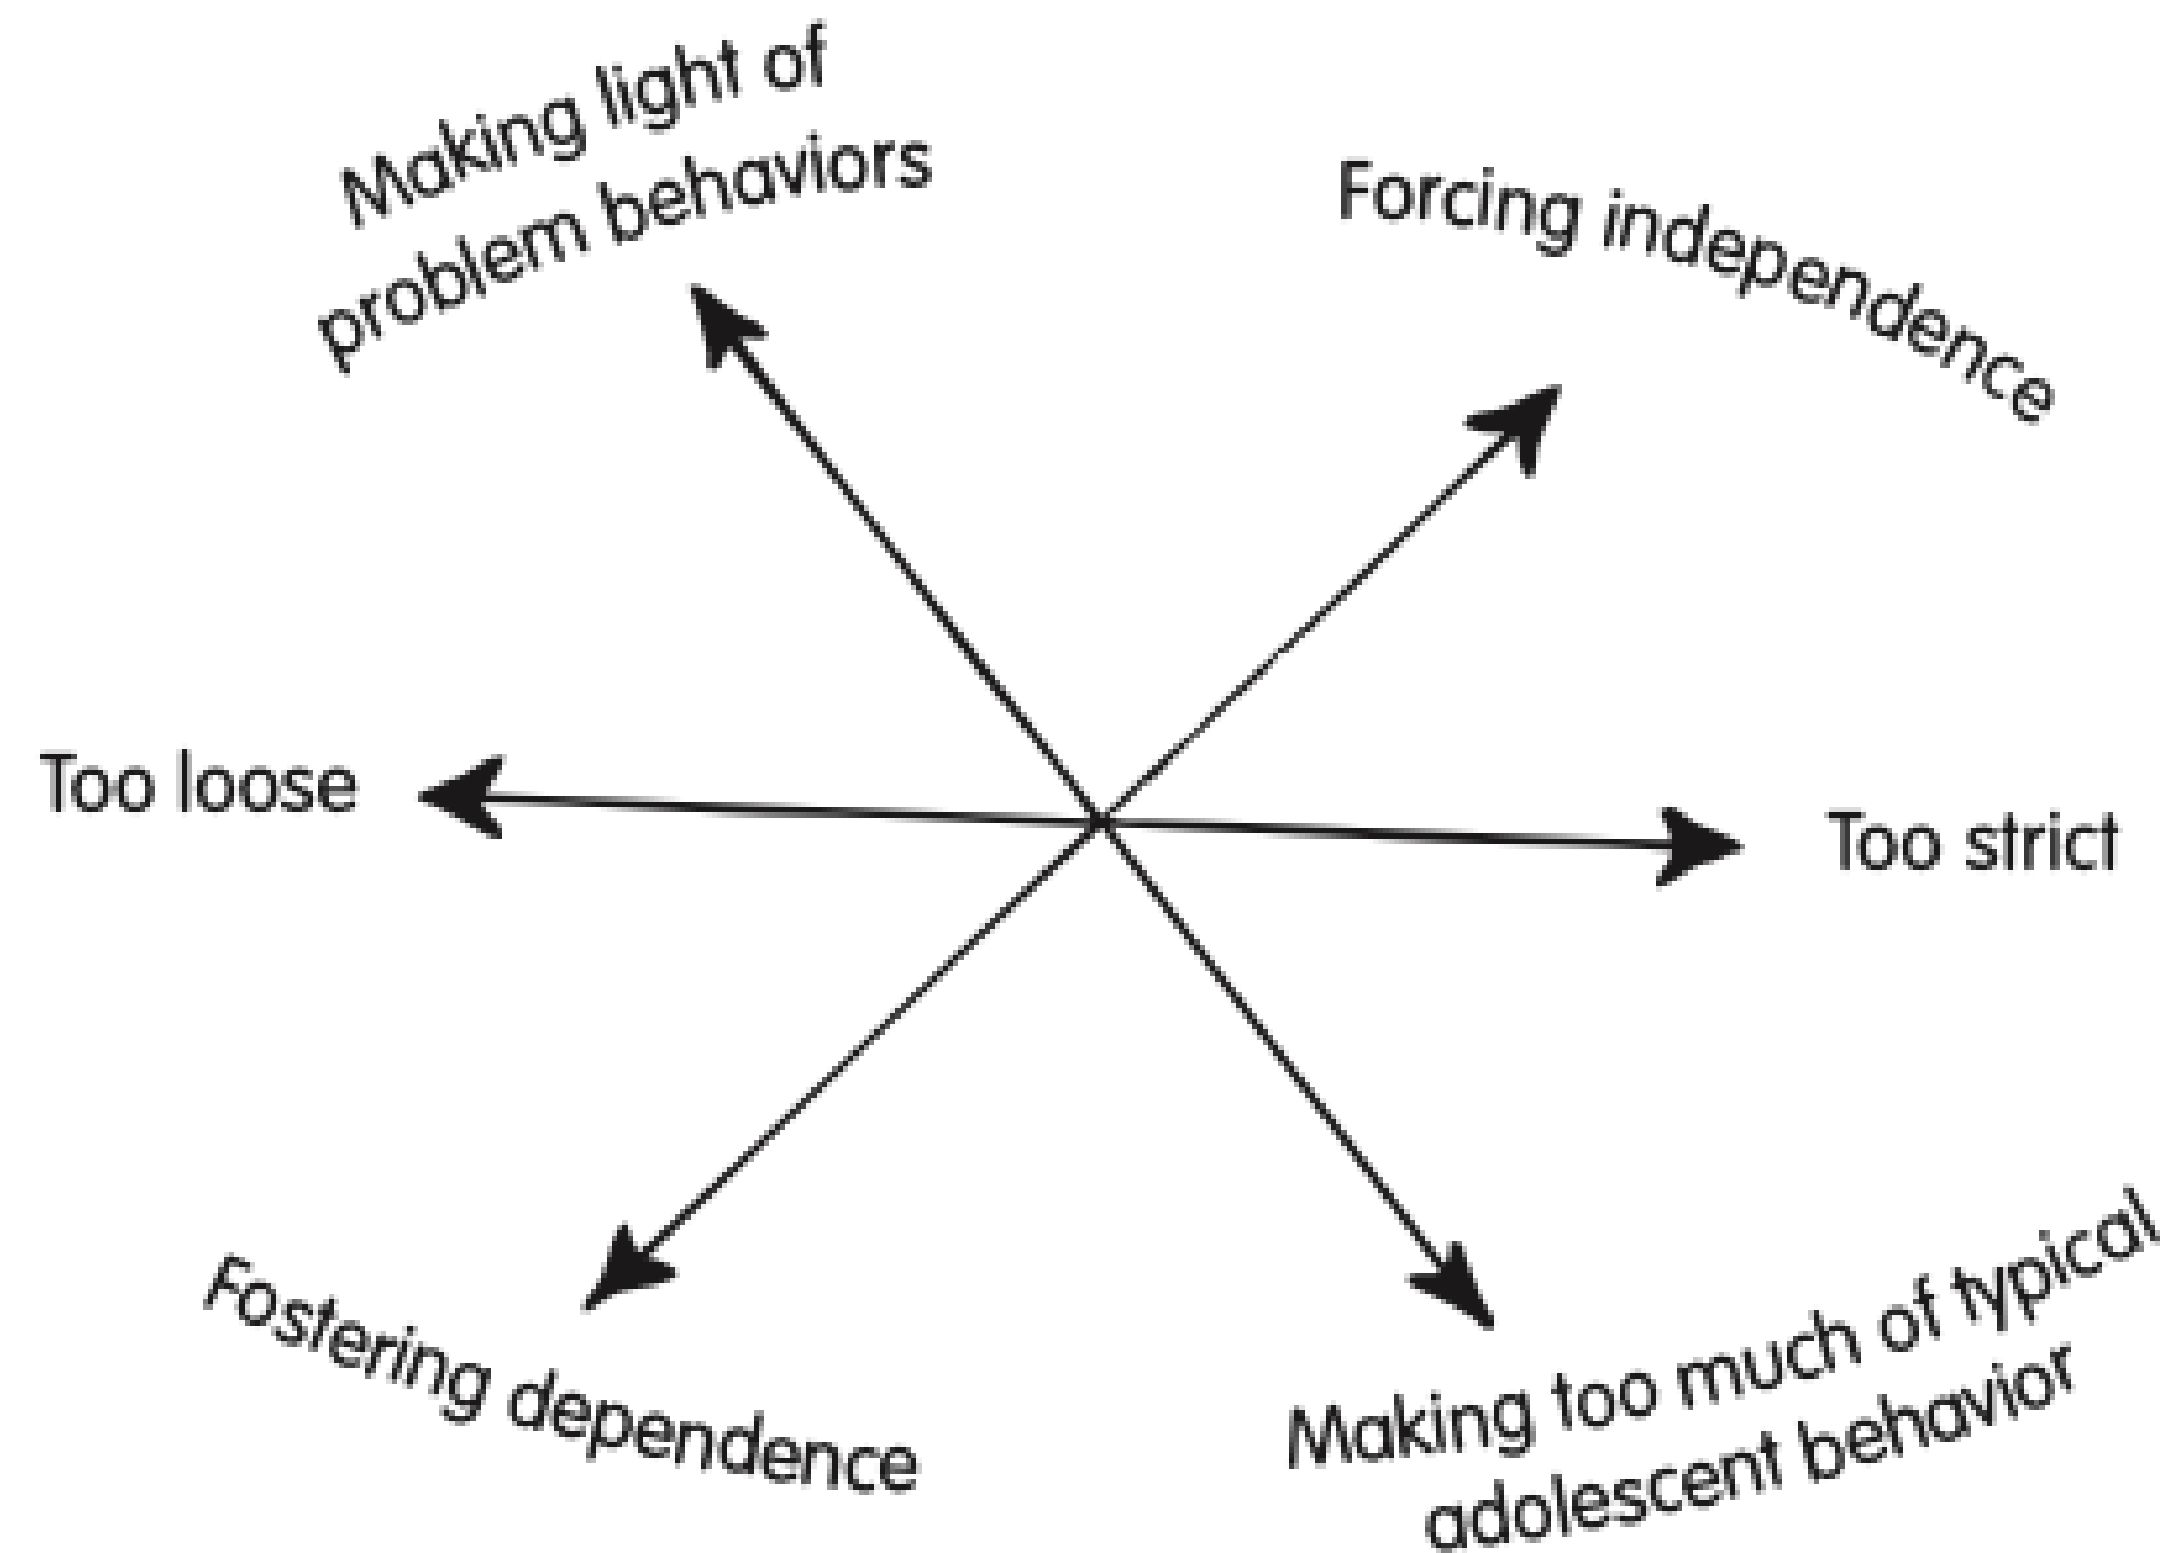 Making light of
problem behaviors
Forcing independence
Too loose
Too strict
Fostering dependence
Making too much of typical
adolescent behavior